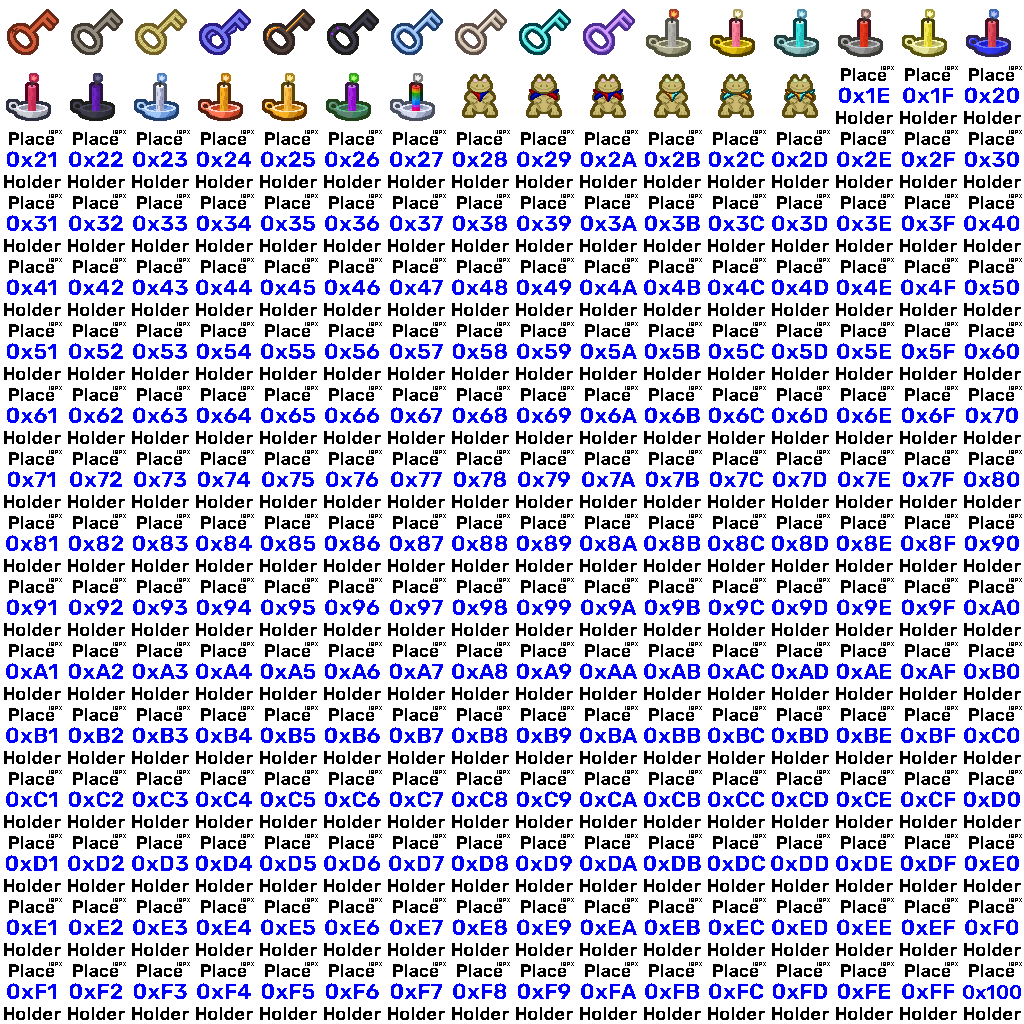 Place Place Place
0x1E 0x1F 0x20
Holder Holder Holder
Place Place Place Place Place Place Place Place Place Place Place Place Place Place Place Place
0x21 0x22 0x23 0x24 0x25 0x26 0x27 0x28 0x29 0x2A 0x2B 0x2C 0x2D 0x2E 0x2F 0x30
Holder Holder Holder Holder Holder Holder Holder Holder Holder Holder Holder Holder Holder Holder Holder Holder
Place Place Place Place Place Place Place Place Place Place Place Place Place Place Place Place
0x31 0x32 0x33 0x34 0x35 0x36 0x37 0x38 0x39 0x3A 0x3B 0x3C 0x3D 0x3E 0x3F 0x40
Holder Holder Holder Holder Holder Holder Holder Holder Holder Holder Holder Holder Holder Holder Holder Holder
Place Place Place Place Place Place Place Place Place Place Place Place Place Place Place Place
0x41 0x42 0x43 0x44 0x45 0x46 0x47 0x48 0x49 0x4A 0x4B 0x4C 0x4D 0x4E 0x4F 0x50
Holder Holder Holder Holder Holder Holder Holder Holder Holder Holder Holder Holder Holder Holder Holder Holder
Place Place Place Place Place Place Place Place Place Place Place Place Place Place Place Place
0x51 0x52 0x53 0x54 0x55 0x56 0x57 0x58 0x59 0x5A 0x5B 0x5C 0x5D 0x5E 0x5F 0x60
Holder Holder Holder Holder Holder Holder Holder Holder Holder Holder Holder Holder Holder Holder Holder Holder
Place Place Place Place Place Place Place Place Place Place Place Place Place Place Place Place
0x61 0x62 0x63 0x64 0x65 0x66 0x67 0x68 0x69 0x6A 0x6B 0x6C 0x6D 0x6E 0x6F 0x70
Holder Holder Holder Holder Holder Holder Holder Holder Holder Holder Holder Holder Holder Holder Holder Holder
Place Place Place Place Place Place Place Place Place Place Place Place Place Place Place Place
0x71 0x72 0x73 0x74 0x75 0x76 0x77 0x78 0x79 0x7A 0x7B 0x7C 0x7D 0x7E 0x7F 0x80
Holder Holder Holder Holder Holder Holder Holder Holder Holder Holder Holder Holder Holder Holder Holder Holder
Place Place Place Place Place Place Place Place Place Place Place Place Place Place Place Place
0x81 0x82 0x83 0x84 0x85 0x86 0x87 0x88 0x89 0x8A 0x8B 0x8C 0x8D 0x8E 0x8F 0x90
Holder Holder Holder Holder Holder Holder Holder Holder Holder Holder Holder Holder Holder Holder Holder Holder
Place Place Place Place Place Place Place Place Place Place Place Place Place Place Place Place
0x91 0x92 0x93 0x94 0x95 0x96 0x97 0x98 0x99 0x9A 0x9B 0x9C 0x9D 0x9E 0x9F 0xA0
Holder Holder Holder Holder Holder Holder Holder Holder Holder Holder Holder Holder Holder Holder Holder Holder
Place Place Place Place Place Place Place Place Place Place Place Place Place Place Place Place
0xA1 0xA2 0xA3 0xA4 0xA5 0xA6 0xA7 0xA8 0xA9 0xAA 0xAB 0xAC 0xAD 0xAE 0xAF 0xB0
Holder Holder Holder Holder Holder Holder Holder Holder Holder Holder Holder Holder Holder Holder Holder Holder
Place Place Place Place Place Place Place Place Place Place Place Place Place Place Place Place
0xB1 0xB2 0xB3 0xB4 0xB5 0xB6 0xB7 0xB8 0xB9 0xBA 0xBB 0xBC 0xBD 0xBE 0xBF 0xC0
Holder Holder Holder Holder Holder Holder Holder Holder Holder Holder Holder Holder Holder Holder Holder Holder
Place Place Place Place Place Place Place Place Place Place Place Place Place Place Place Place
0xC1 0xC2 0xC3 0xC4 0xC5 0xC6 0xC7 0xC8 0xC9 0xCA 0xCB 0xCC 0xCD 0xCE 0xCF 0xD0
Holder Holder Holder Holder Holder Holder Holder Holder Holder Holder Holder Holder Holder Holder Holder Holder
Place Place Place Place Place Place Place Place Place Place Place Place Place Place Place Place
0xD1 0xD2 0xD3 0xD4 0xD5 0xD6 0xD7 0xD8 0xD9 0xDA 0xDB 0xDC 0xDD 0xDE 0xDF 0xE0
Holder Holder Holder Holder Holder Holder Holder Holder Holder Holder Holder Holder Holder Holder Holder Holder
Place Place Place Place Place Place Place Place Place Place Place Place Place Place Place Place
0xE1 0xE2 0xE3 0xE4 0xE5 0xE6 0xE7 0xE8 0xE9 0xEA 0xEB 0xEC 0xED 0xEE 0xEF 0xF0
Holder Holder Holder Holder Holder Holder Holder Holder Holder Holder Holder Holder Holder Holder Holder Holder
Place Place Place Place Place Place Place Place Place Place Place Place Place Place Place Place
0xF1 0xF2 0xF3 0xF4 0xF5 0xF6 0xF7 0xF8 0xF9 0xFA 0xFB 0xFC 0xFD 0xFE 0xFF 0x100
Holder Holder Holder Holder Holder Holder Holder Holder Holder Holder Holder Holder Holder Holder Holder Holder